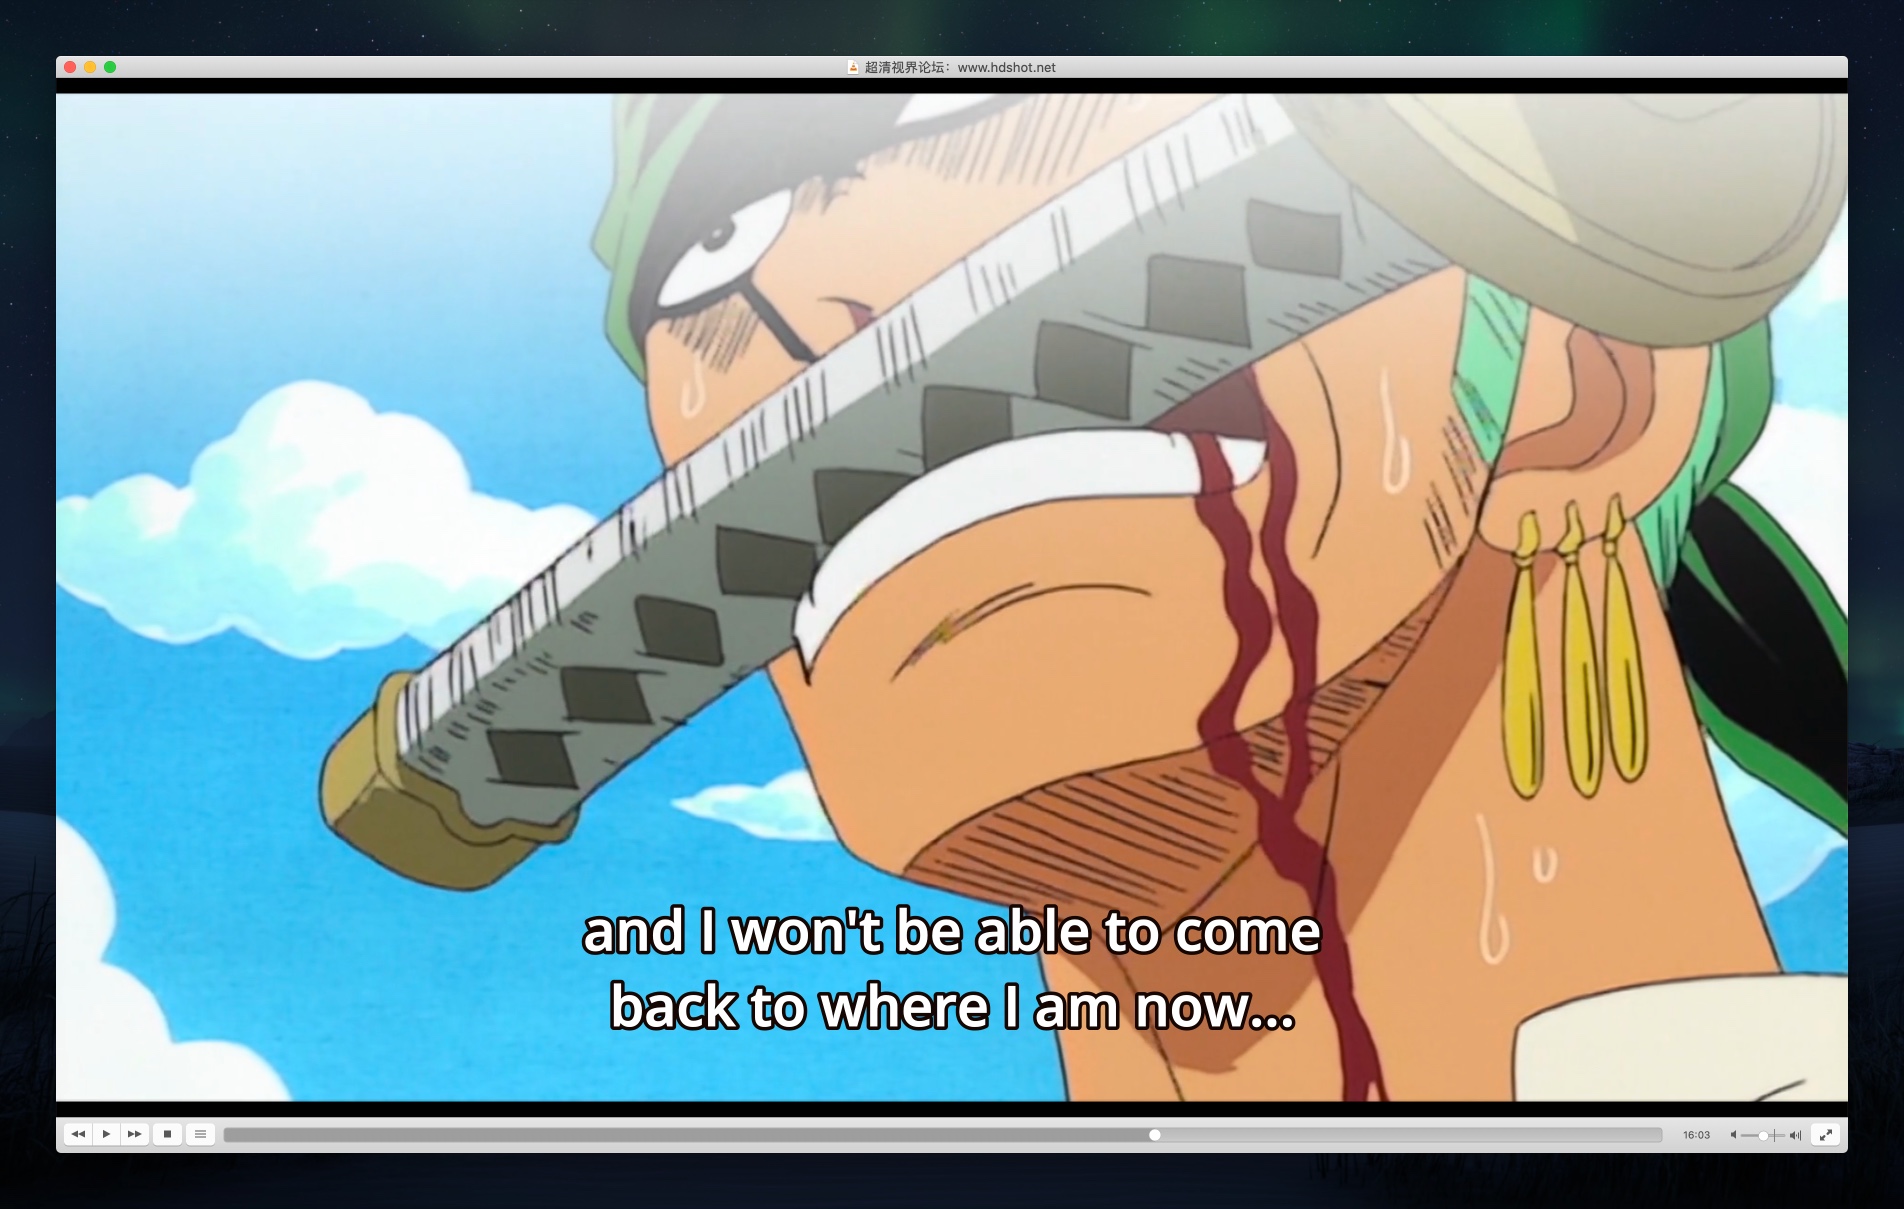 超清视界论坛：www.hdshot.net
and I won't be able to come
back to where I am now...
16:03